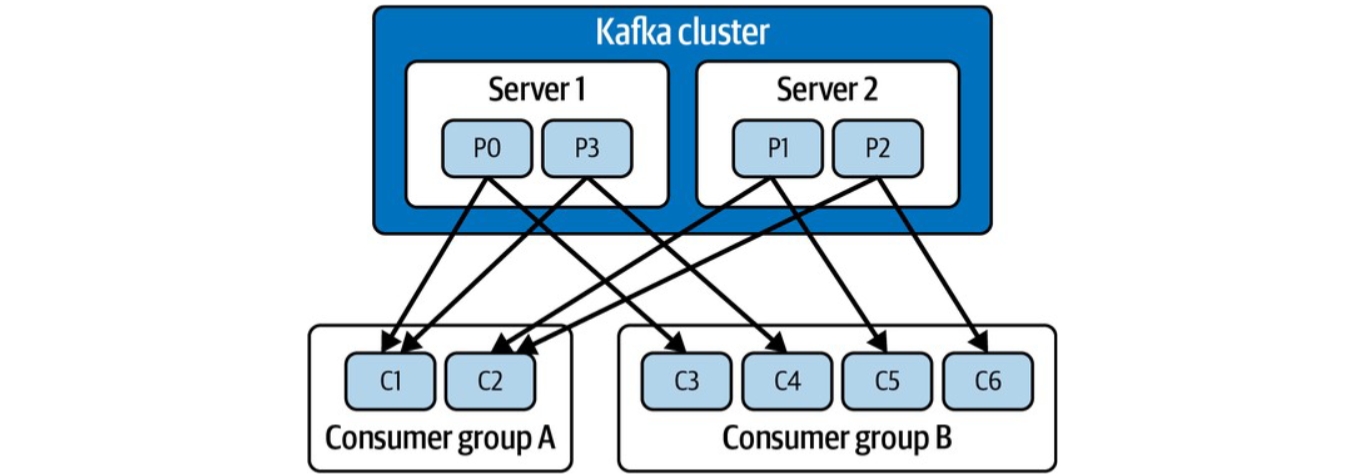 Kafka cluster
Server 1
Server 2
P0
P3
P1
P2
C1
C2
C3
C4
C5
C6
Consumer group A
Consumer group B